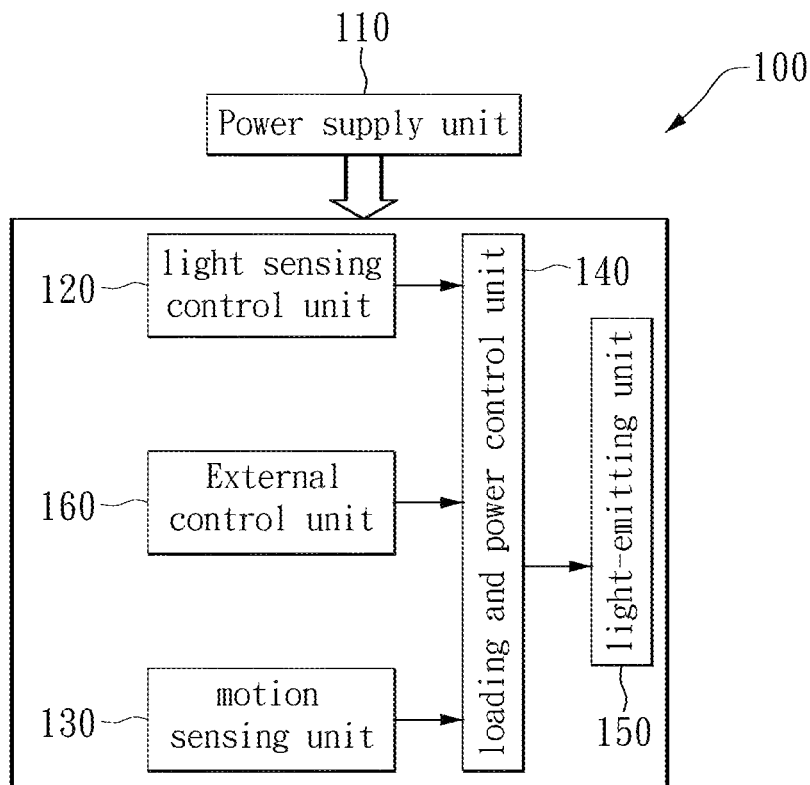 110
100
Power supply unit
120
light sensing
control unit
140
loading and power control unit
light-emitting unit
160
External
control unit
130
motion
sensing unit
150